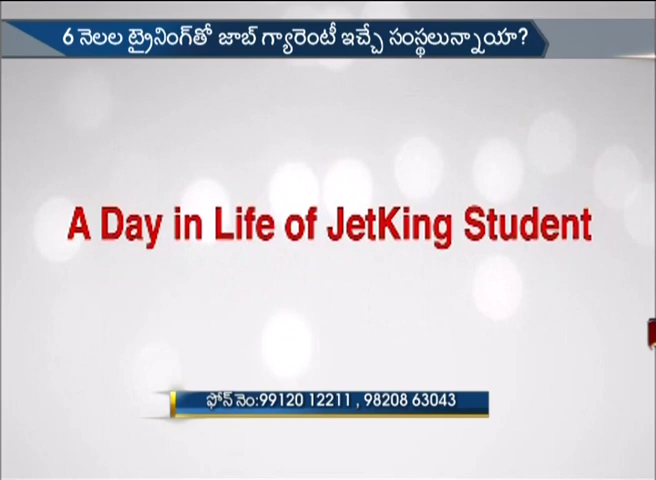 6 నెలల ట్రైనింగ్‌తో జాబ్ గ్యారెంటీ ఇచ్చే సంస్థలున్నాయా?
A Day in Life of JetKing Student
ఫోన్ నెం:99120 12211 , 98208 63043